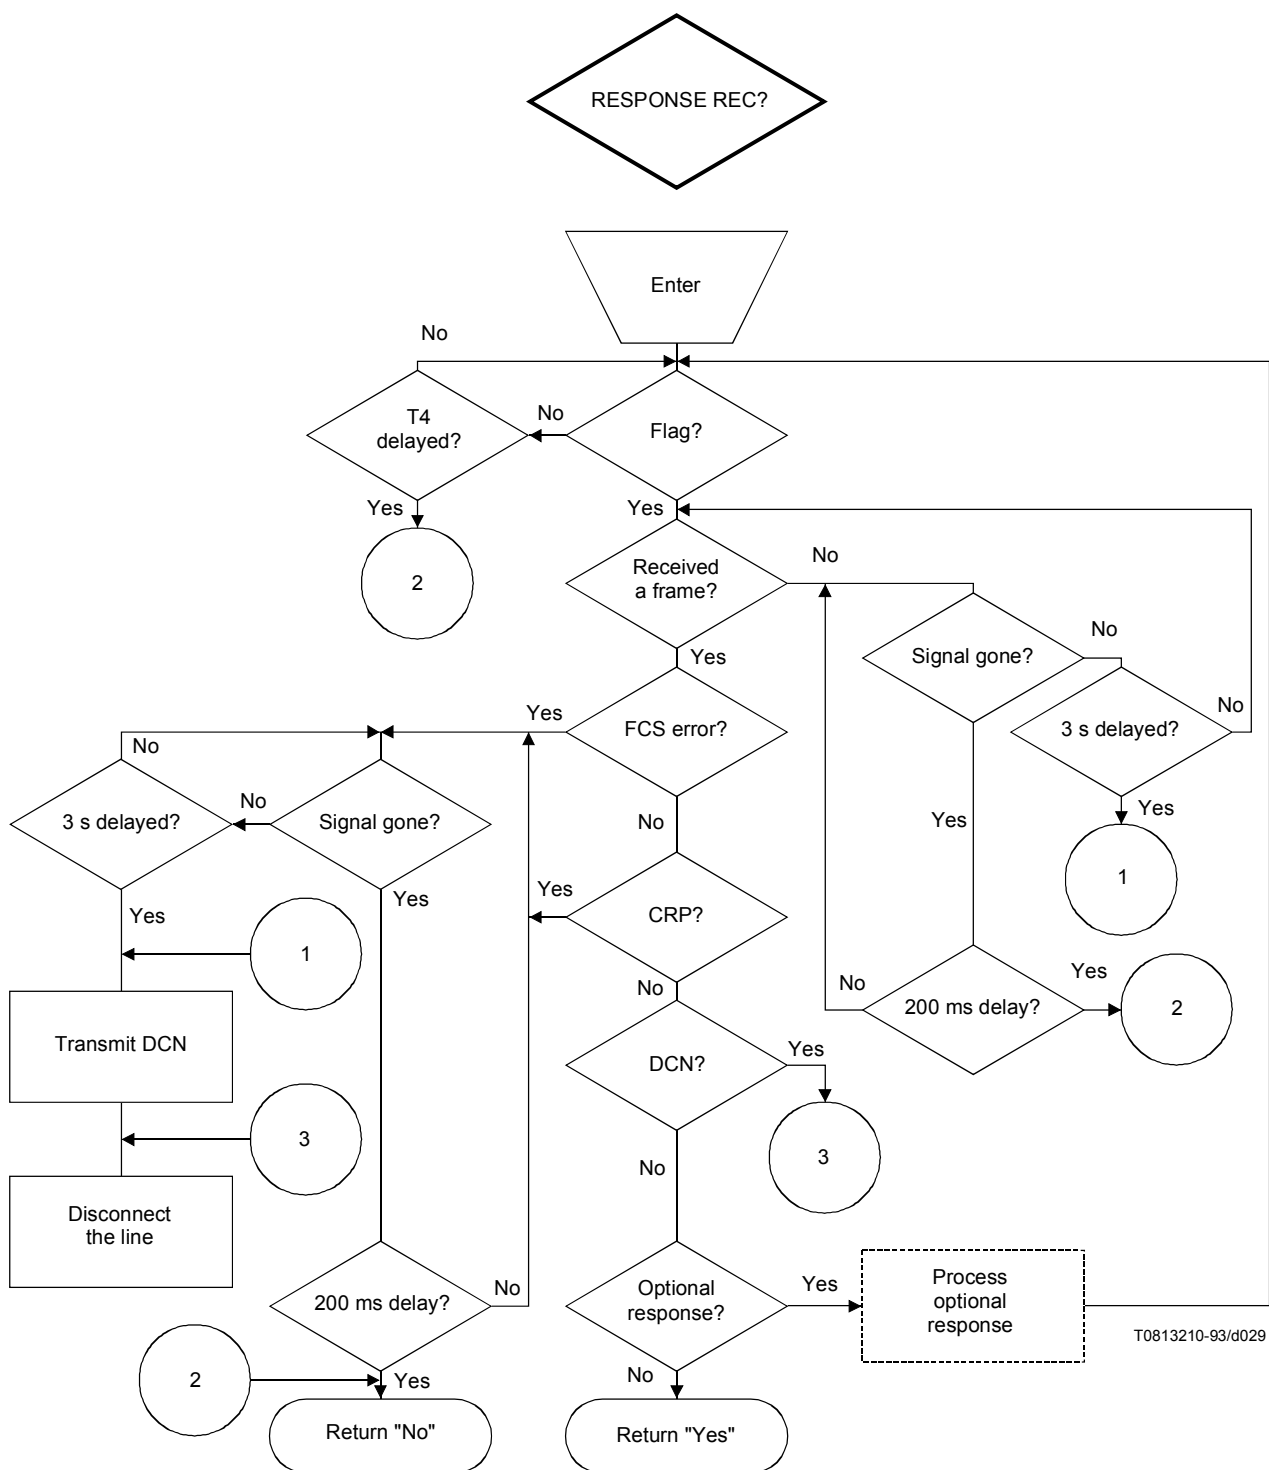 RESPONSE REC?
Enter
No
T4
delayed?
No
Flag?
Yes
Yes
2
Received
a frame?
No
Signal gone?
No
Yes
Yes
FCS error?
3 s delayed?
No
No
3 s delayed?
No
Signal gone?
No
Yes
Yes
1
Yes
Yes
Yes
CRP?
1
No
No
200 ms delay?
Yes
2
Transmit DCN
DCN?
Yes
3
3
No
Disconnect
the line
200 ms delay?
No
Optional
response?
Yes
Process
optional
response
T0813210-93/d029
2
Yes
No
Return "No"
Return "Yes"